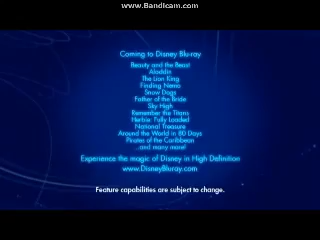 www.Bandicam.com
Coming to Disney Blu-ray
Beauty and the Beast
Aladdin
The Lion King
Finding Nemo
Snow Dogs
Father of the Bride
Sky High
Remember the Titans
Herbie: Fully Loaded
National Treasure
Around the World in 80 Days
Pirates of the Caribbean
...and many more!
Experience the magic of Disney in High Definition
www.DisneyBluray.com
Feature capabilities are subject to change.